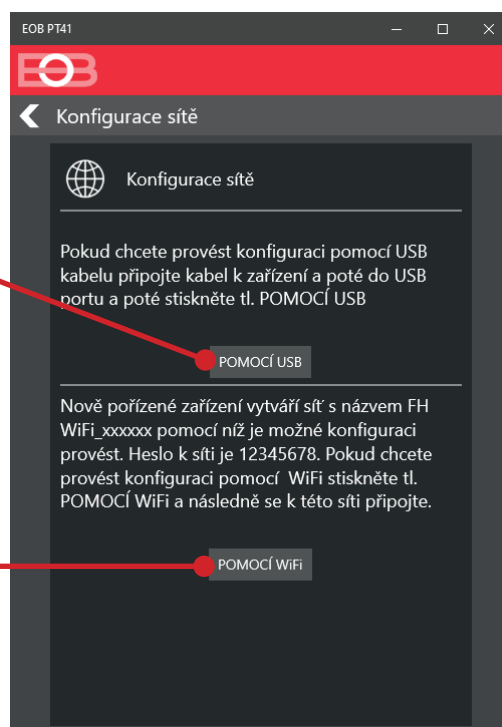 EOB PT41
EOB
Konfigurace sítě
Konfigurace sítě
Pokud chcete provést konfiguraci pomocí USB
kabelu připojte kabel k zařízení a poté do USB
portu a poté stiskněte tl. POMOCÍ USB
POMOCÍ USB
Nově pořízené zařízení vytváří síť s názvem FH
WiFi_xxxxxx pomocí níž je možné konfiguraci
provést. Heslo k síti je 12345678. Pokud chcete
provést konfiguraci pomocí  WiFi stiskněte tl.
POMOCÍ WiFi a následně se k této síti připojte.
POMOCÍ WiFi